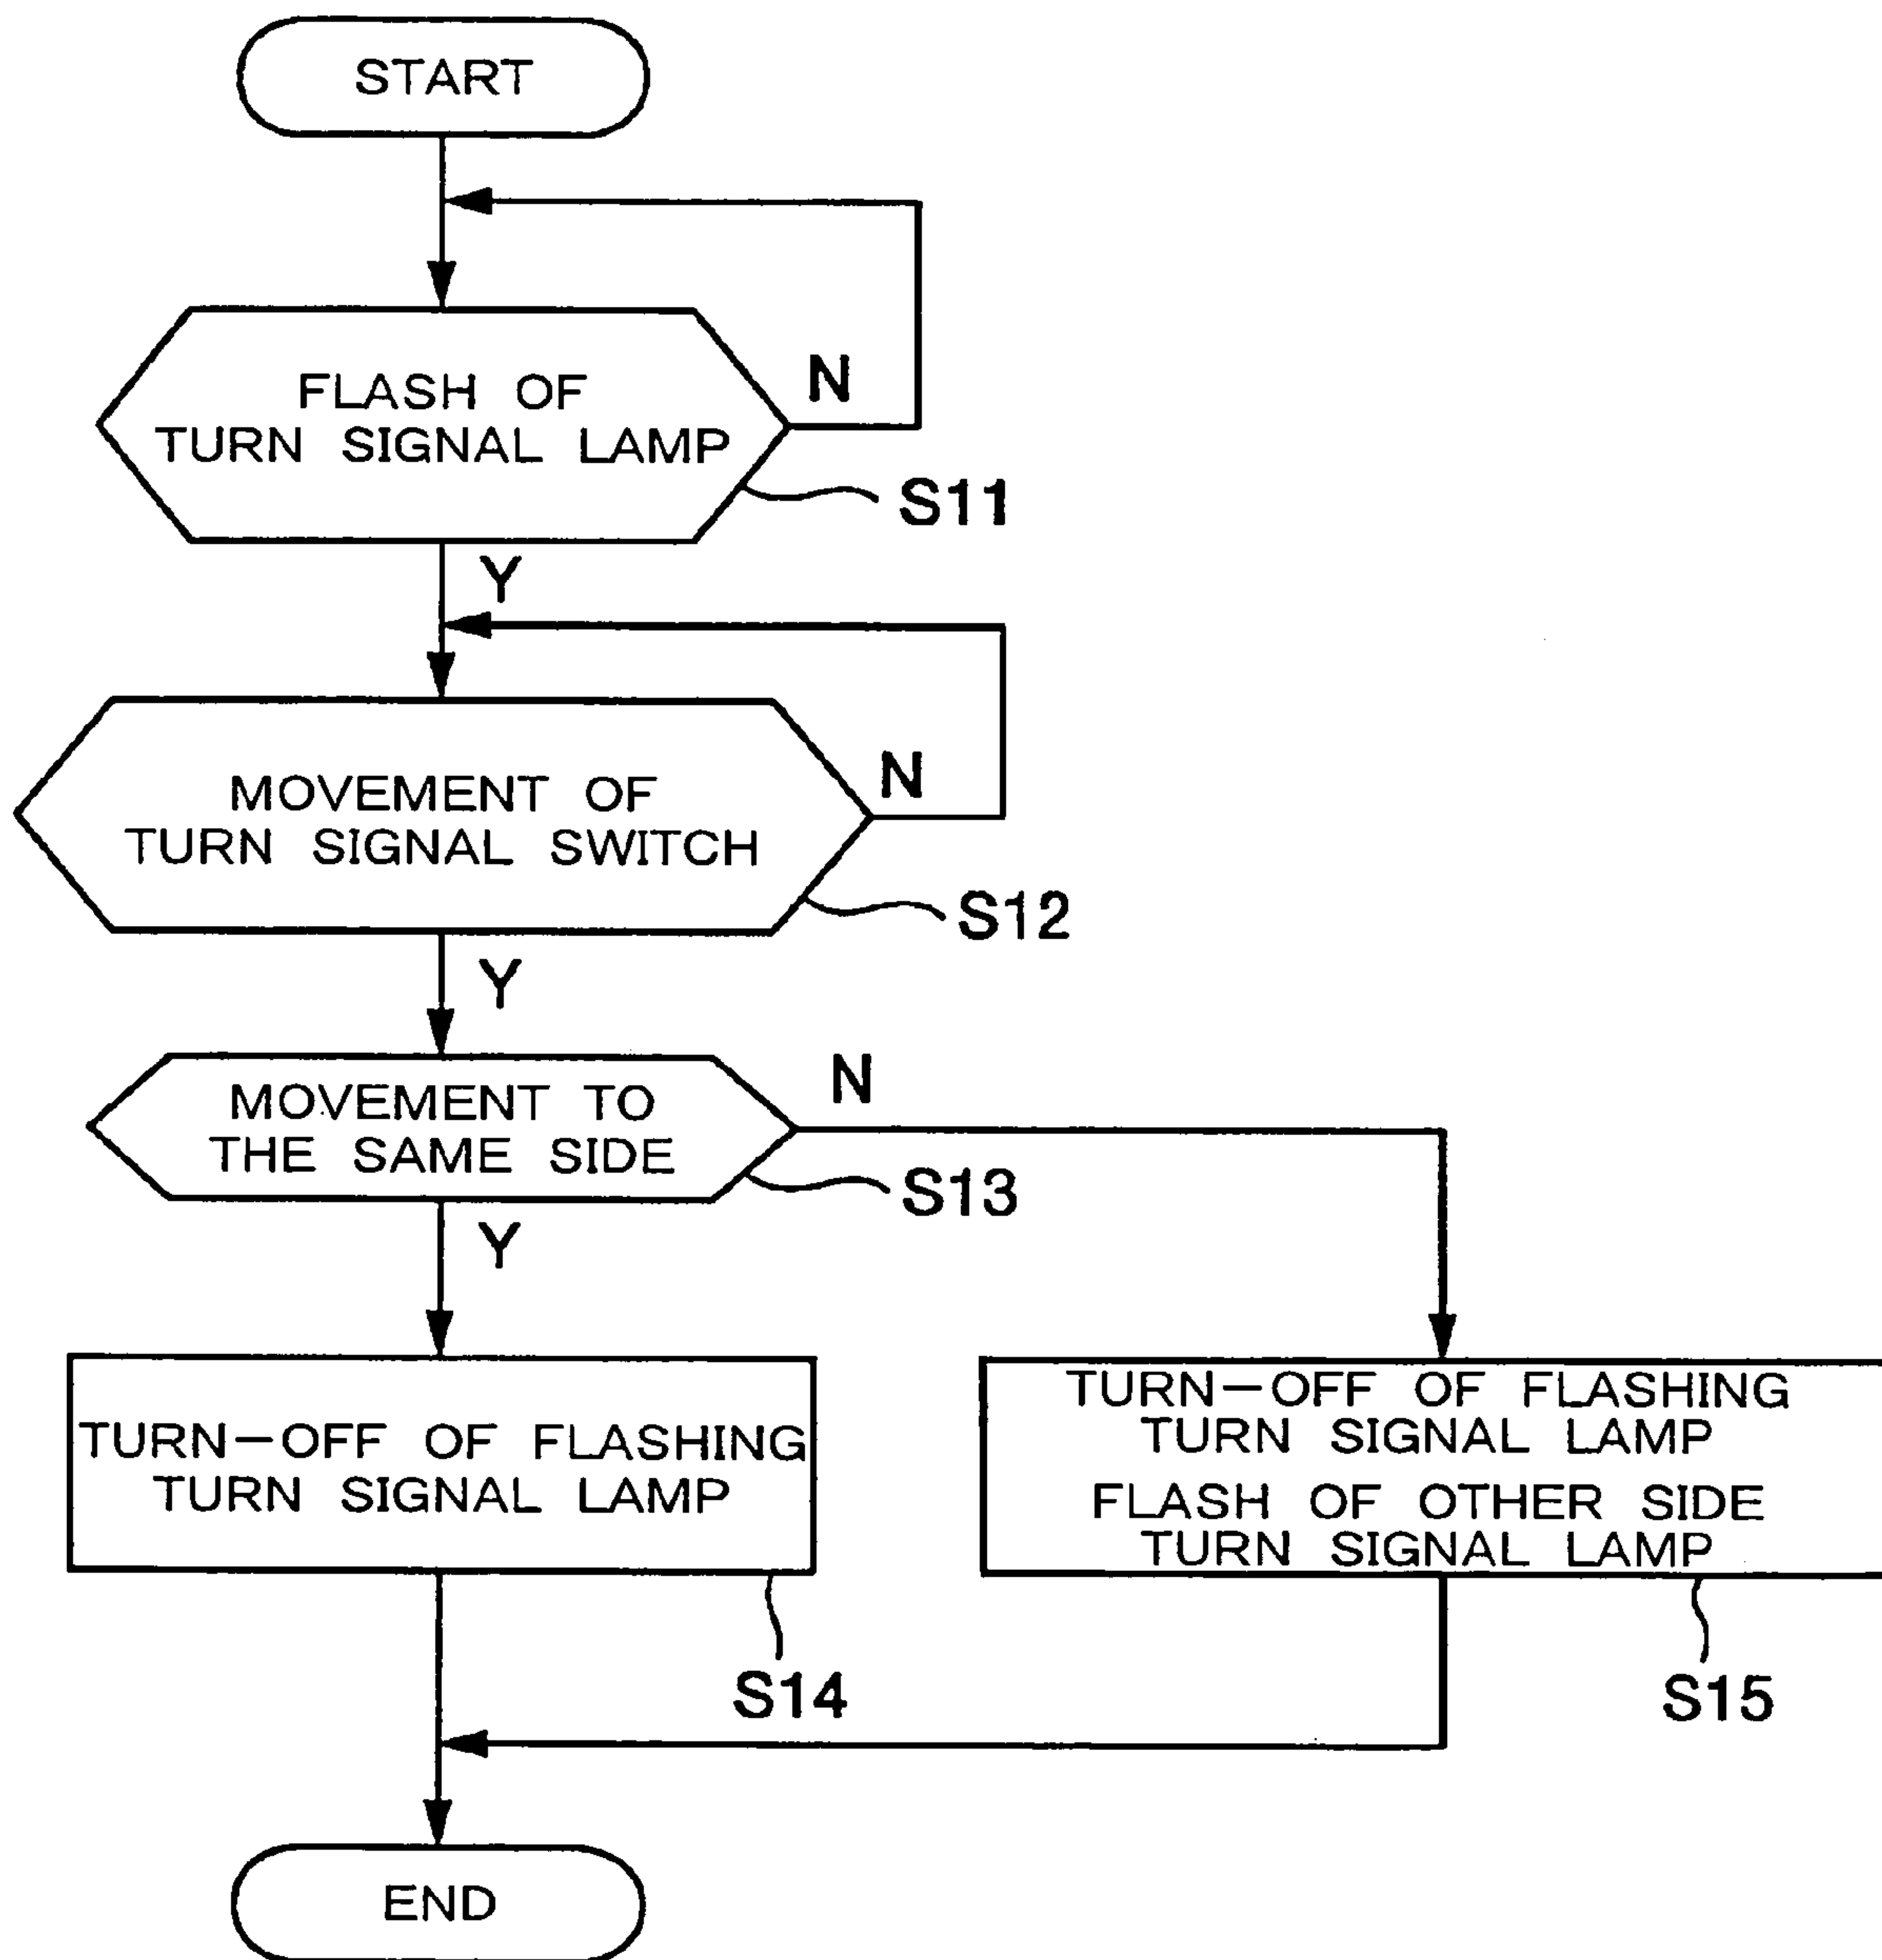 START
N
FLASH OF
TURN SIGNAL LAMP
S11
Y
N
MOVEMENT OF
TURN SIGNAL SWITCH
S12
Y
N
MOVEMENT TO
THE SAME SIDE
S13
Y
TURN-OFF OF FLASHING
TURN SIGNAL LAMP
S14
TURN-OFF OF FLASHING
TURN SIGNAL LAMP
FLASH OF OTHER SIDE
TURN SIGNAL LAMP
S15
END